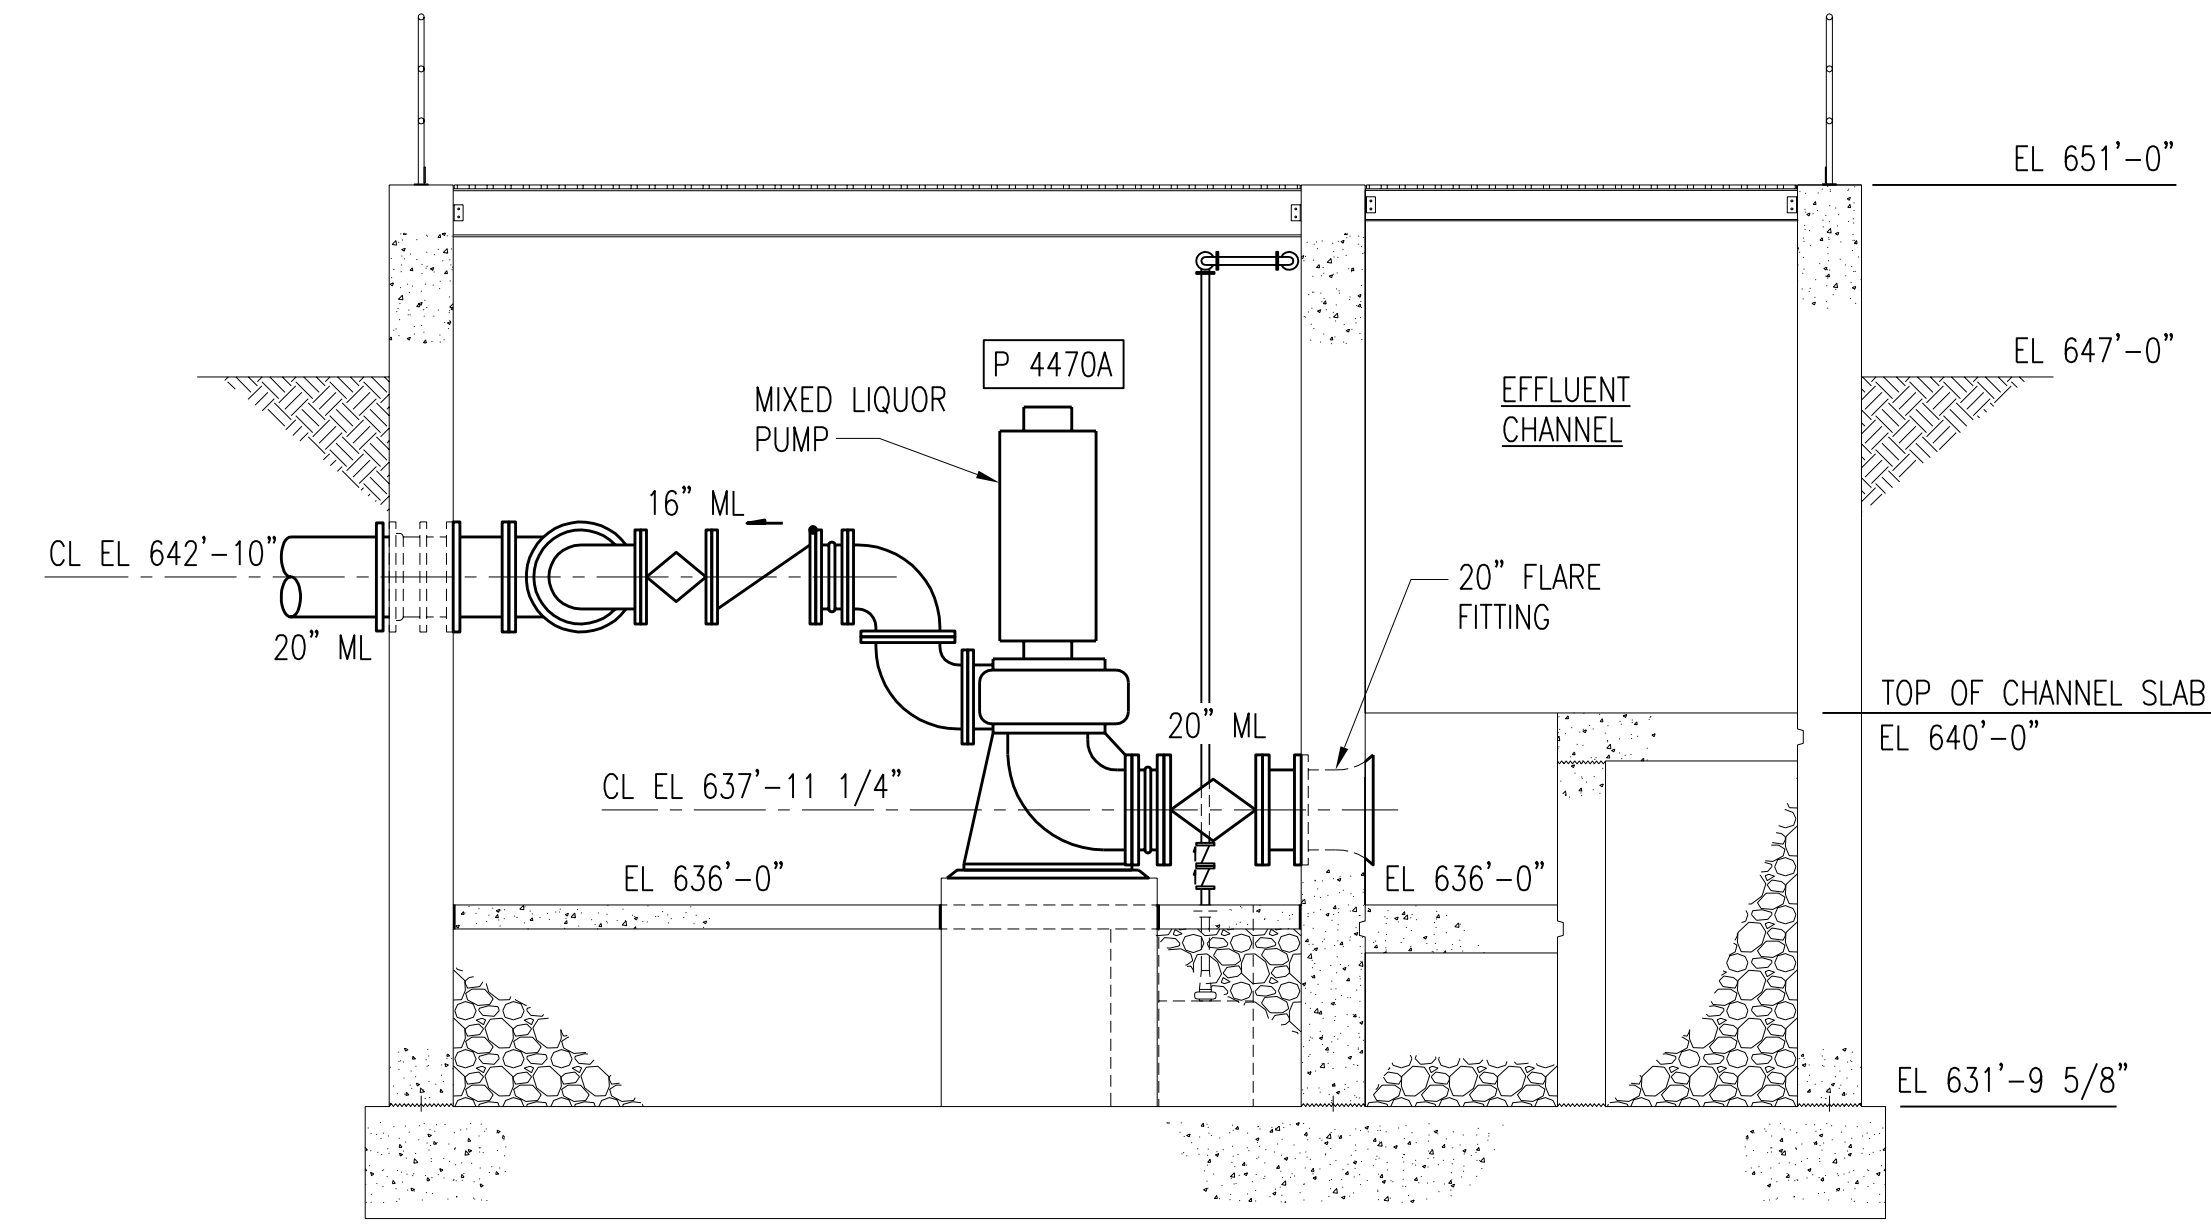 EL 651'-0"
EL 647'-0"
P 4470A
MIXED LIQUOR
PUMP
EFFLUENT
CHANNEL
16" ML
CL EL 642'-10"
20" FLARE
FITTING
20" ML
TOP OF CHANNEL SLAB
EL 640'-0"
20" ML
CL EL 637'-11 1/4"
EL 636'-0"
EL 636'-0"
EL 631'-9 5/8"